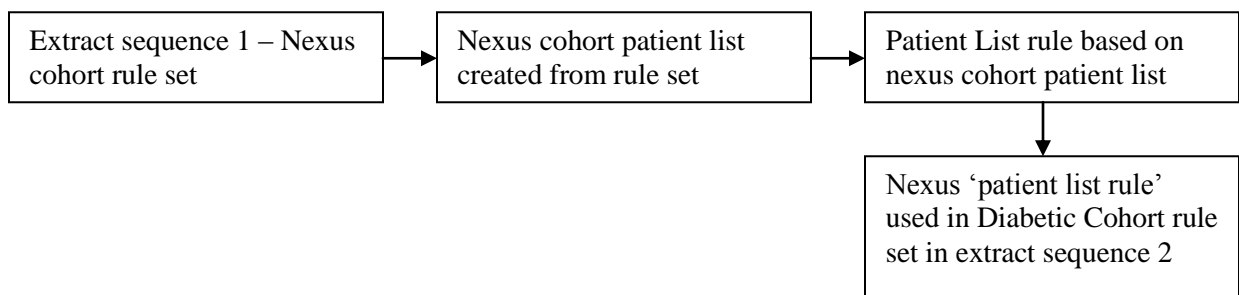 Extract sequence 1 – Nexus
cohort rule set
Nexus cohort patient list
created from rule set
Patient List rule based on
nexus cohort patient list
Nexus ‘patient list rule’
used in Diabetic Cohort rule
set in extract sequence 2